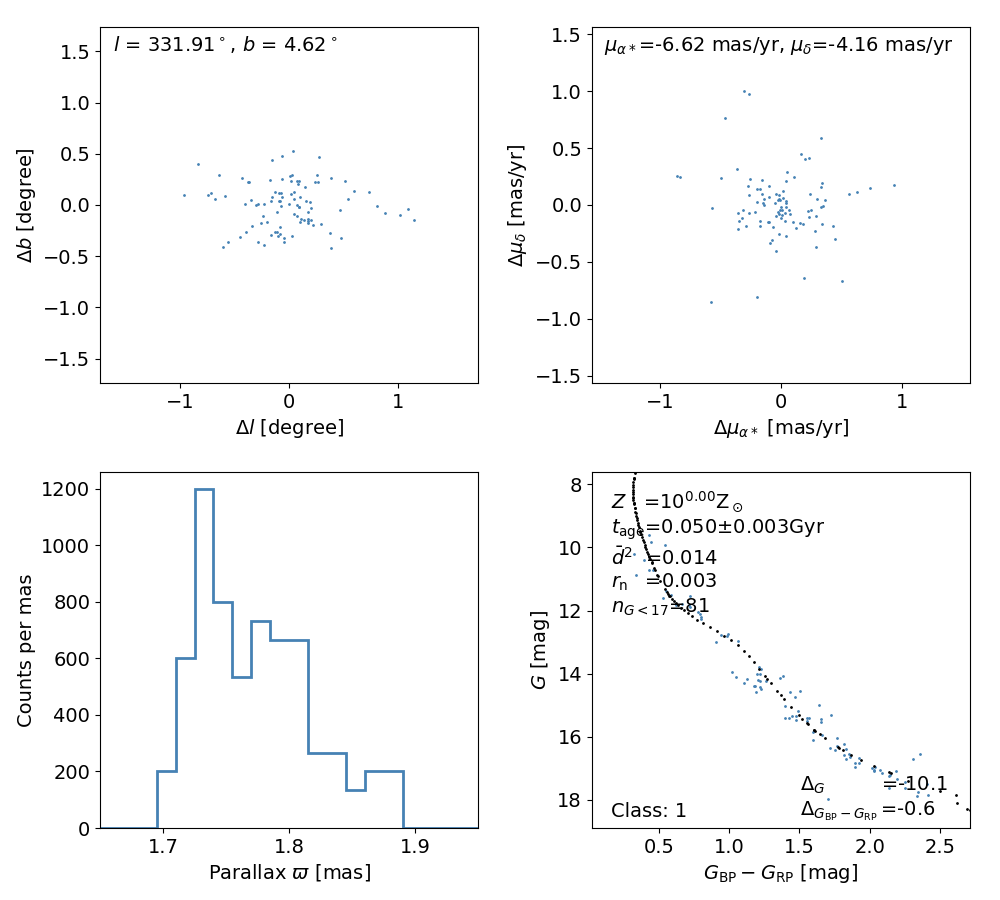 l = 331.91°, b = 4.62°
1.5
1.0
0.5
0.0
−0.5
−1.0
−1.5
Δb [degree]
−1 0 1
Δl [degree]
μα*=-6.62 mas/yr, μδ=-4.16 mas/yr
1.5
1.0
0.5
0.0
−0.5
−1.0
−1.5
Δμδ [mas/yr]
−1 0 1
Δμα* [mas/yr]
1200
1000
800
600
400
200
0
Counts per mas
1.7 1.8 1.9
Parallax ϖ [mas]
Z =10^0.00 Z⊙
t_age=0.050±0.003Gyr
d̄² =0.014
r_n =0.003
n_G<17=81
8
10
12
14
16
18
G [mag]
Δ_G =-10.1
Class: 1
Δ_GBP−GRP =-0.6
0.5 1.0 1.5 2.0 2.5
G_BP − G_RP [mag]